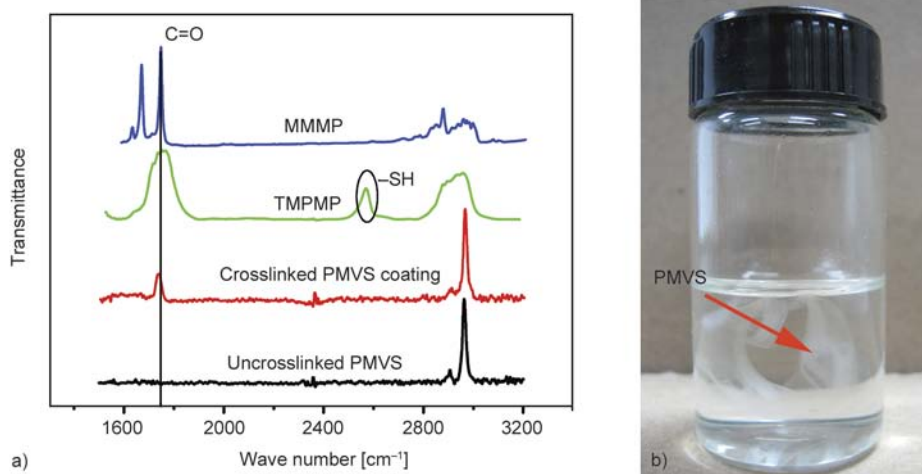 C=O
MMMP
–SH
TMPMP
Crosslinked PMVS coating
Uncrosslinked PMVS
Transmittance
1600 2000 2400 2800 3200
Wave number [cm⁻¹]
a)
PMVS
b)